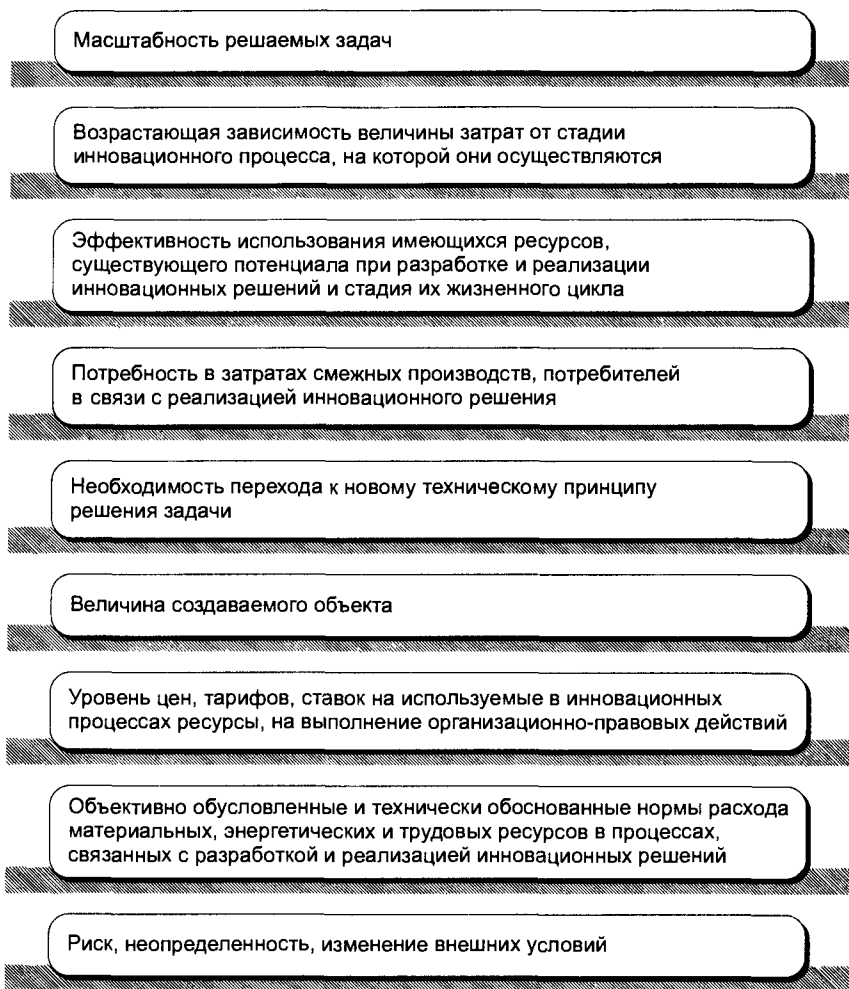 Масштабность решаемых задач
Возрастающая зависимость величины затрат от стадии
инновационного процесса, на которой они осуществляются
Эффективность использования имеющихся ресурсов,
существующего потенциала при разработке и реализации
инновационных решений и стадия их жизненного цикла
Потребность в затратах смежных производств, потребителей
в связи с реализацией инновационного решения
Необходимость перехода к новому техническому принципу
решения задачи
Величина создаваемого объекта
Уровень цен, тарифов, ставок на используемые в инновационных
процессах ресурсы, на выполнение организационно-правовых действий
Объективно обусловленные и технически обоснованные нормы расхода
материальных, энергетических и трудовых ресурсов в процессах,
связанных с разработкой и реализацией инновационных решений
Риск, неопределенность, изменение внешних условий